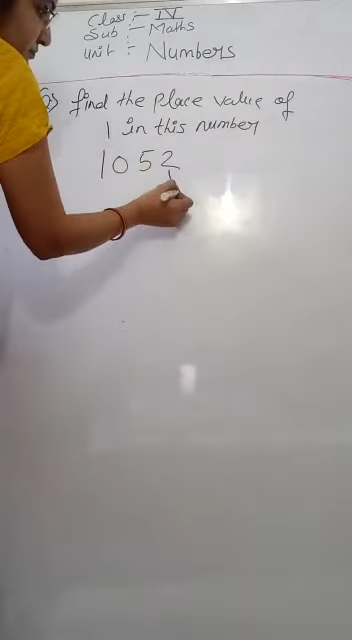 Class :- IV
Sub :- Maths
Unit :- Numbers
Q) find the place value of
1 in this number
1052